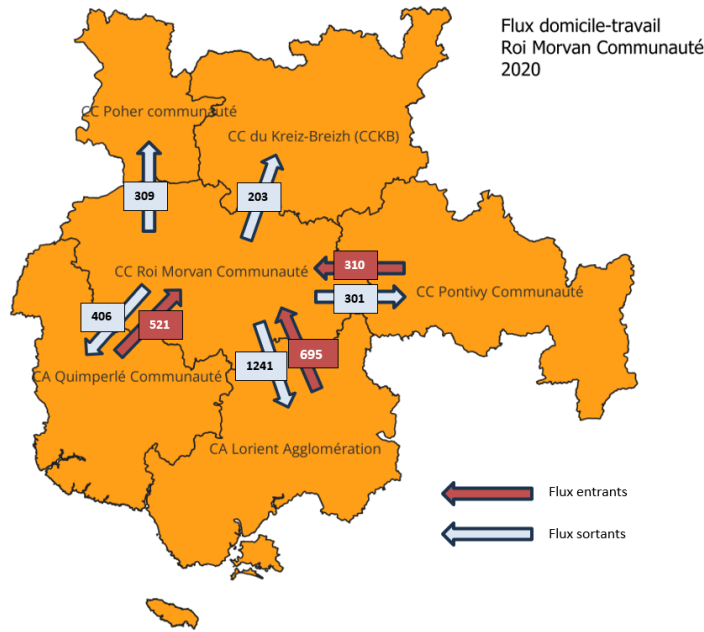 Flux domicile-travail
Roi Morvan Communauté
2020
CC Poher communauté
CC du Kreiz-Breizh (CCKB)
309
203
CC Roi Morvan Communauté
310
CC Pontivy Communauté
301
406
521
1241
695
CA Quimperlé Communauté
CA Lorient Agglomération
Flux entrants
Flux sortants